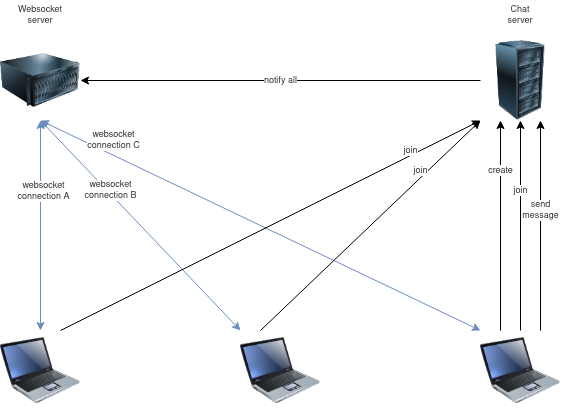 Websocket
server
Chat
server
notify all
websocket
connection C
join
websocket
connection A
websocket
connection B
join
create
join
send
message